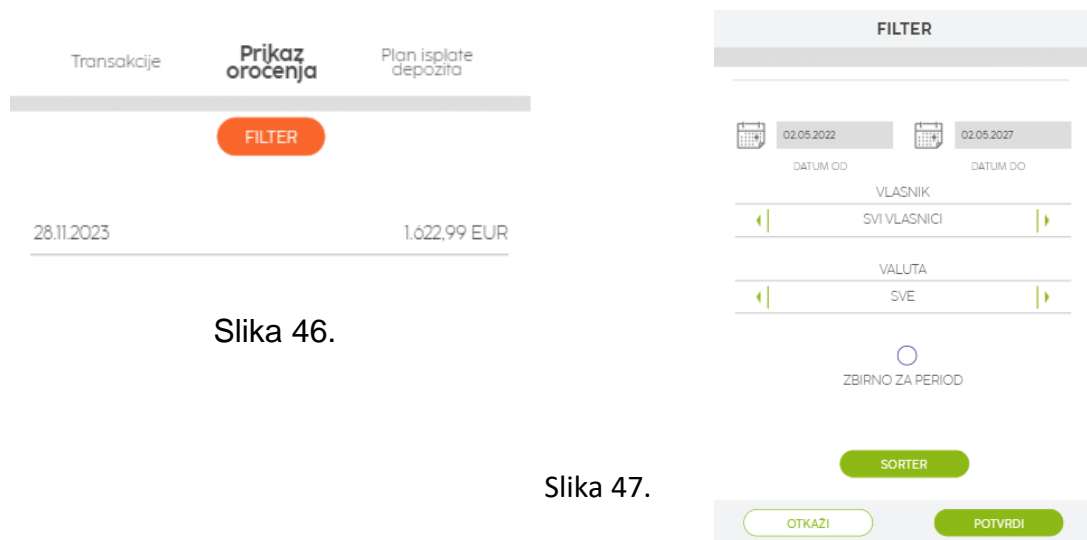 Transakcije
Prikaz
oročenja
Plan isplate
depozita
FILTER
28.11.2023 1.622,99 EUR
Slika 46.
FILTER
02.05.2022 02.05.2027
DATUM OD DATUM DO
VLASNIK
SVI VLASNICI
VALUTA
SVE
ZBIRNO ZA PERIOD
SORTER
OTKAŽI POTVRDI
Slika 47.